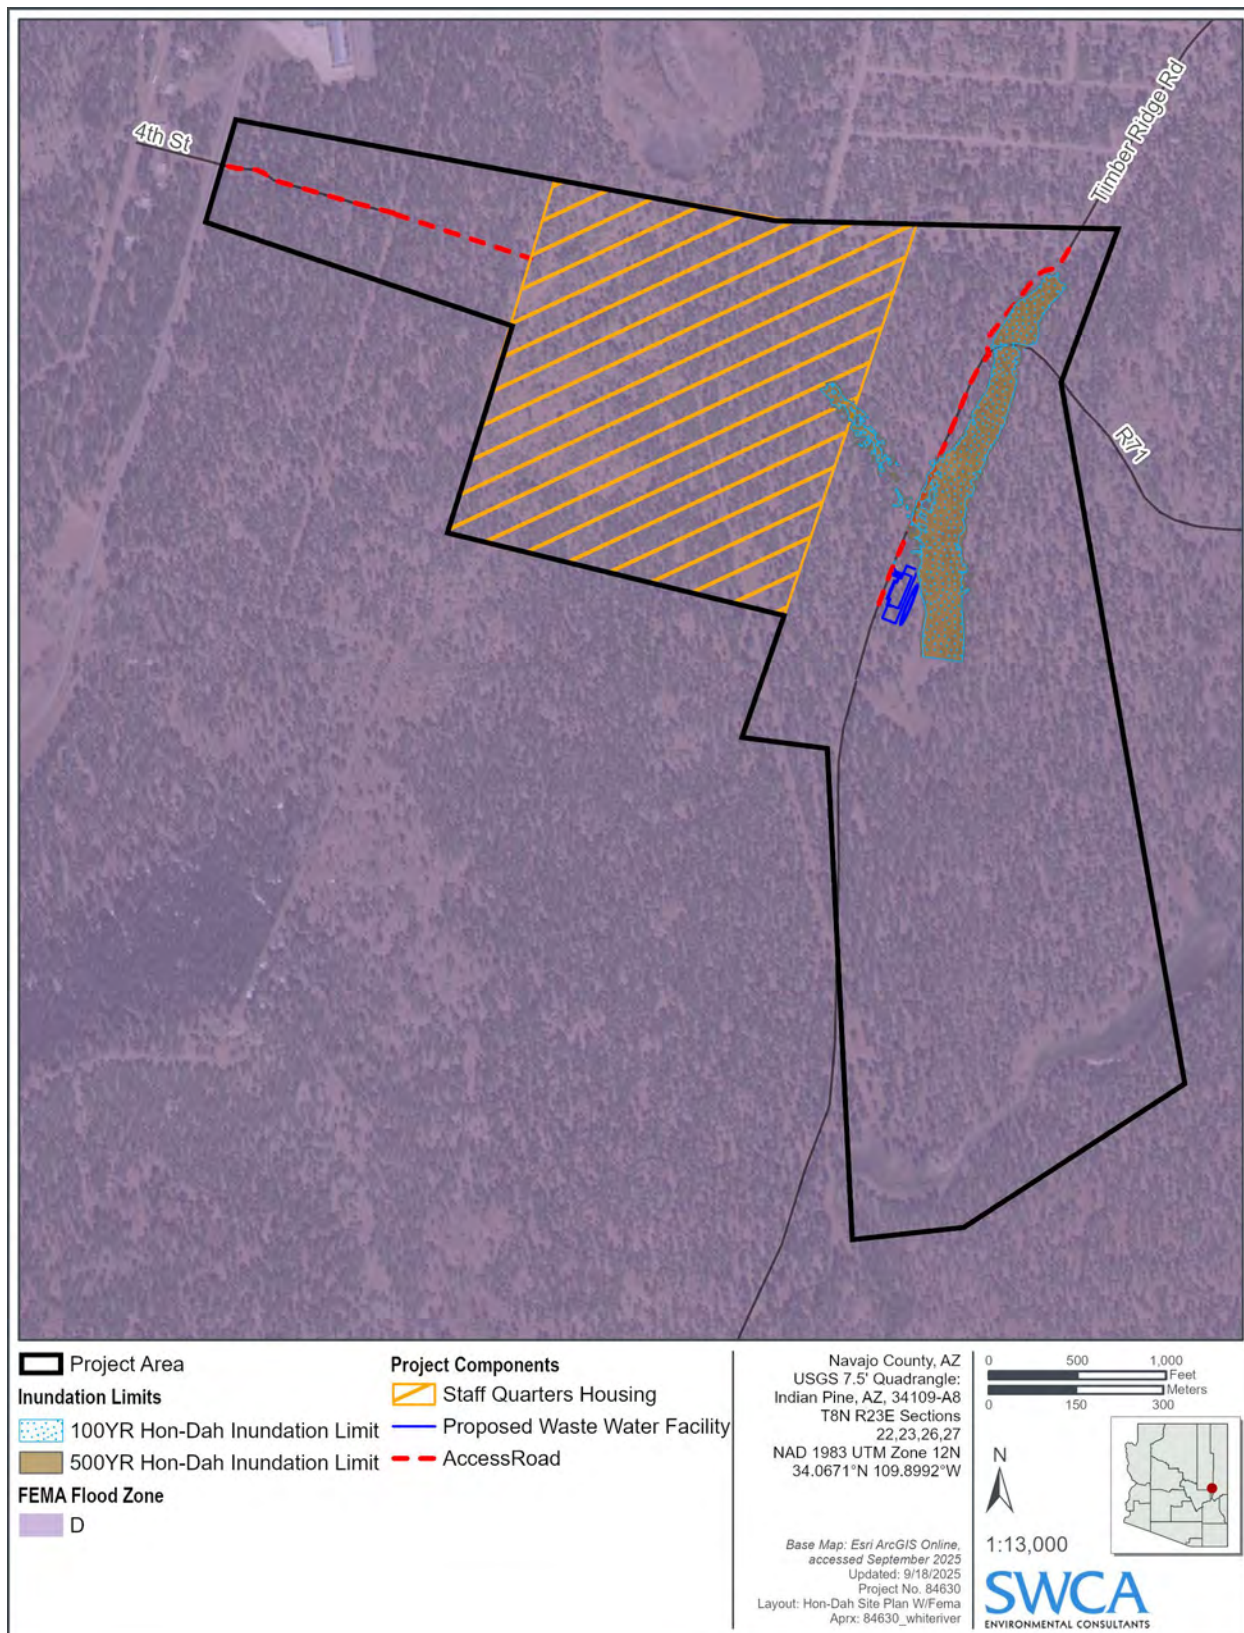 4th St
Timber Ridge Rd
R71
Project Area
Inundation Limits
100YR Hon-Dah Inundation Limit
500YR Hon-Dah Inundation Limit
FEMA Flood Zone
D
Project Components
Staff Quarters Housing
Proposed Waste Water Facility
AccessRoad
Navajo County, AZ
USGS 7.5' Quadrangle:
Indian Pine, AZ, 34109-A8
T8N R23E Sections
22,23,26,27
NAD 1983 UTM Zone 12N
34.0671°N 109.8992°W
Base Map: Esri ArcGIS Online,
accessed September 2025
Updated: 9/18/2025
Project No. 84630
Layout: Hon-Dah Site Plan W/Fema
Aprx: 84630_whiteriver
0 500 1,000
Feet
Meters
0 150 300
N
1:13,000
SWCA
ENVIRONMENTAL CONSULTANTS